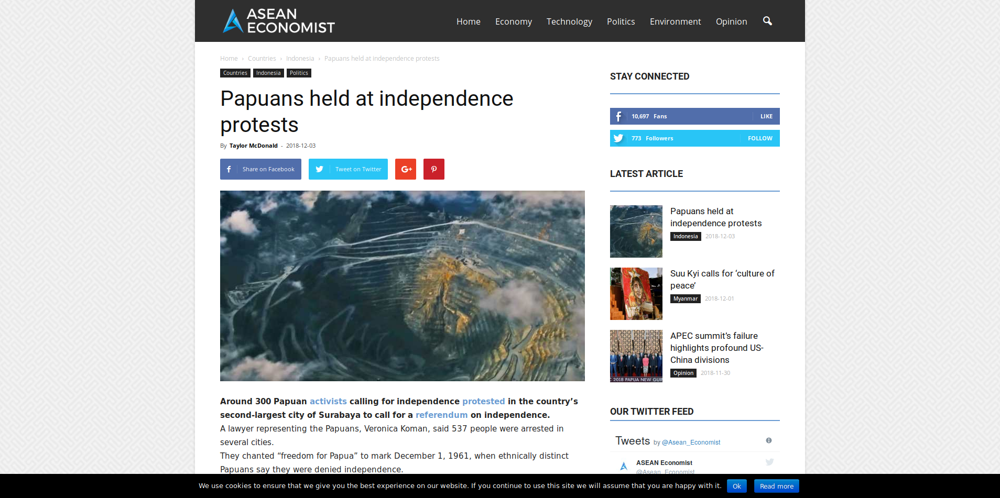 ASEAN
ECONOMIST
Home Economy Technology Politics Environment Opinion
Home › Countries › Indonesia › Papuans held at independence protests
Countries Indonesia Politics
Papuans held at independence
protests
By Taylor McDonald - 2018-12-03
Share on Facebook Tweet on Twitter
Around 300 Papuan activists calling for independence protested in the country’s
second-largest city of Surabaya to call for a referendum on independence.
A lawyer representing the Papuans, Veronica Koman, said 537 people were arrested in
several cities.
They chanted “freedom for Papua” to mark December 1, 1961, when ethnically distinct
Papuans say they were denied independence.
STAY CONNECTED
10,697 Fans LIKE
773 Followers FOLLOW
LATEST ARTICLE
Papuans held at
independence protests
Indonesia 2018-12-03
Suu Kyi calls for ‘culture of
peace’
Myanmar 2018-12-01
C 2018 PAPUA NEW GUIN
APEC summit’s failure
highlights profound US-
China divisions
Opinion 2018-11-30
OUR TWITTER FEED
Tweets by @Asean_Economist
ASEAN Economist
@Asean_Economist
We use cookies to ensure that we give you the best experience on our website. If you continue to use this site we will assume that you are happy with it. Ok Read more